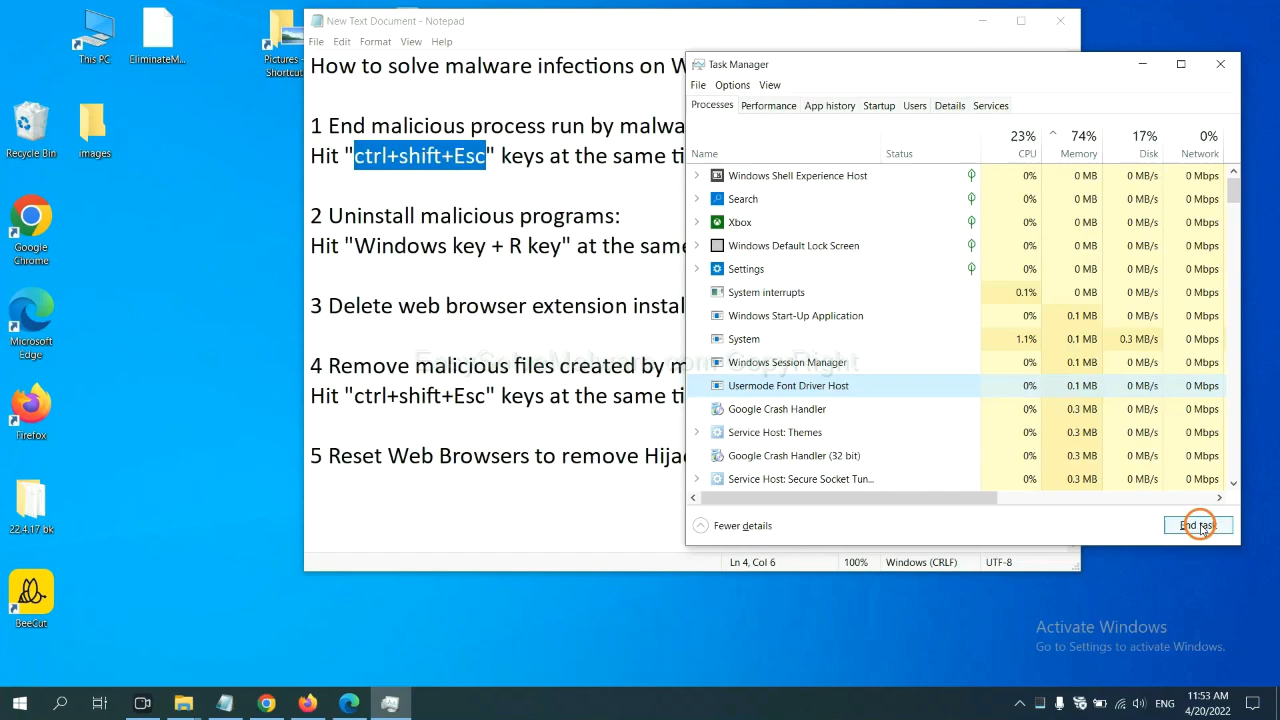 This PC
EliminateM...
Pictures - Shortcut
Recycle Bin
images
Google Chrome
Microsoft Edge
Firefox
22.4.17 bk
BeeCut
New Text Document - Notepad
File Edit Format View Help
How to solve malware infections on W
1 End malicious process run by malwa
Hit "ctrl+shift+Esc" keys at the same ti
2 Uninstall malicious programs:
Hit "Windows key + R key" at the same
3 Delete web browser extension instal
4 Remove malicious files created by m
Hit "ctrl+shift+Esc" keys at the same ti
5 Reset Web Browsers to remove Hijac
Ln 4, Col 6 100% Windows (CRLF) UTF-8
Task Manager
File Options View
Processes Performance App history Startup Users Details Services
23% 74% 17% 0%
Name Status CPU Memory Disk Network
Windows Shell Experience Host 0% 0 MB 0 MB/s 0 Mbps
Search 0% 0 MB 0 MB/s 0 Mbps
Xbox 0% 0 MB 0 MB/s 0 Mbps
Windows Default Lock Screen 0% 0 MB 0 MB/s 0 Mbps
Settings 0% 0 MB 0 MB/s 0 Mbps
System interrupts 0.1% 0 MB 0 MB/s 0 Mbps
Windows Start-Up Application 0% 0.1 MB 0 MB/s 0 Mbps
System 1.1% 0.1 MB 0.3 MB/s 0 Mbps
Windows Session Manager 0% 0.1 MB 0 MB/s 0 Mbps
Usermode Font Driver Host 0% 0.1 MB 0 MB/s 0 Mbps
Google Crash Handler 0% 0.3 MB 0 MB/s 0 Mbps
Service Host: Themes 0% 0.3 MB 0 MB/s 0 Mbps
Google Crash Handler (32 bit) 0% 0.3 MB 0 MB/s 0 Mbps
Service Host: Secure Socket Tun... 0% 0.3 MB 0 MB/s 0 Mbps
Fewer details
End task
CopyRight
Activate Windows
Go to Settings to activate Windows.
ENG
11:53 AM
4/20/2022